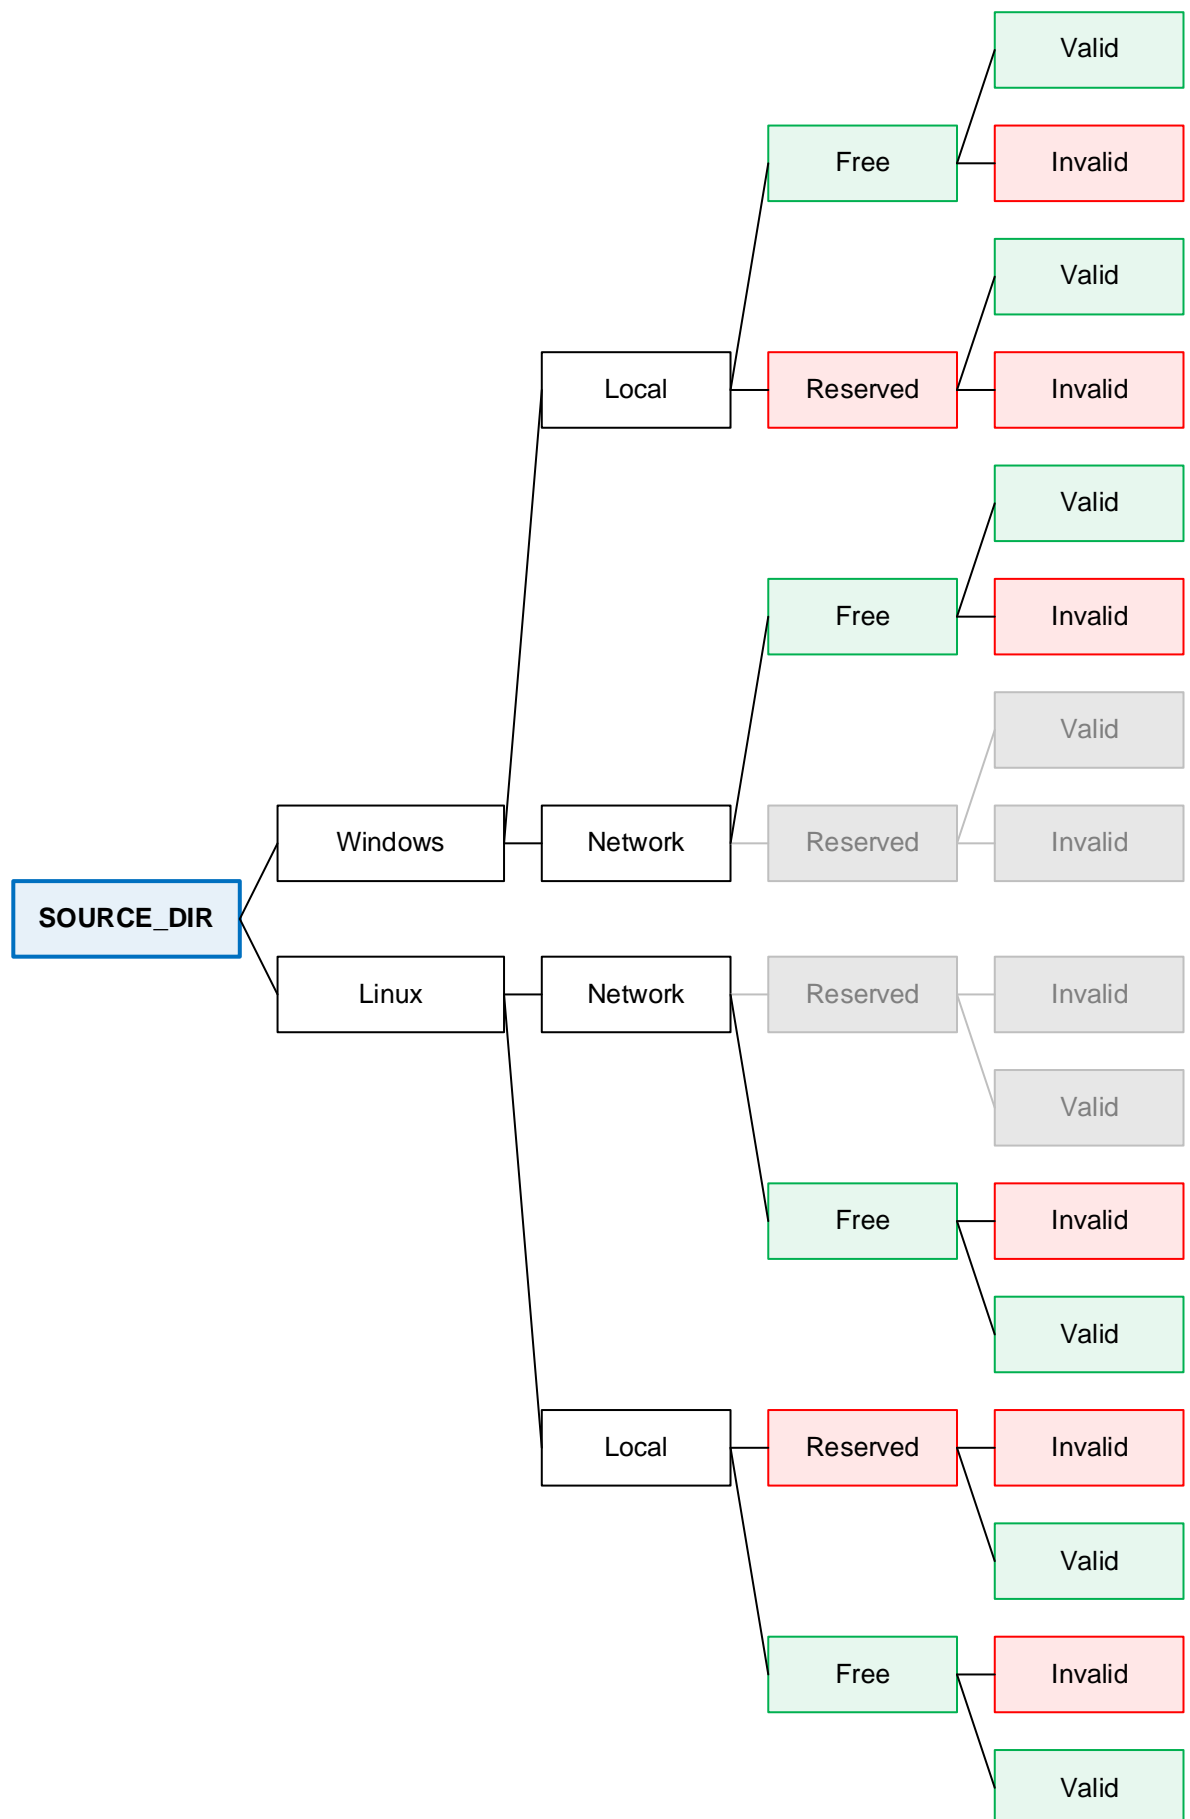 Valid
Free
Invalid
Valid
Local
Reserved
Invalid
Valid
Free
Invalid
Valid
Windows
Network
Reserved
Invalid
SOURCE_DIR
Linux
Network
Reserved
Invalid
Valid
Free
Invalid
Valid
Local
Reserved
Invalid
Valid
Free
Invalid
Valid